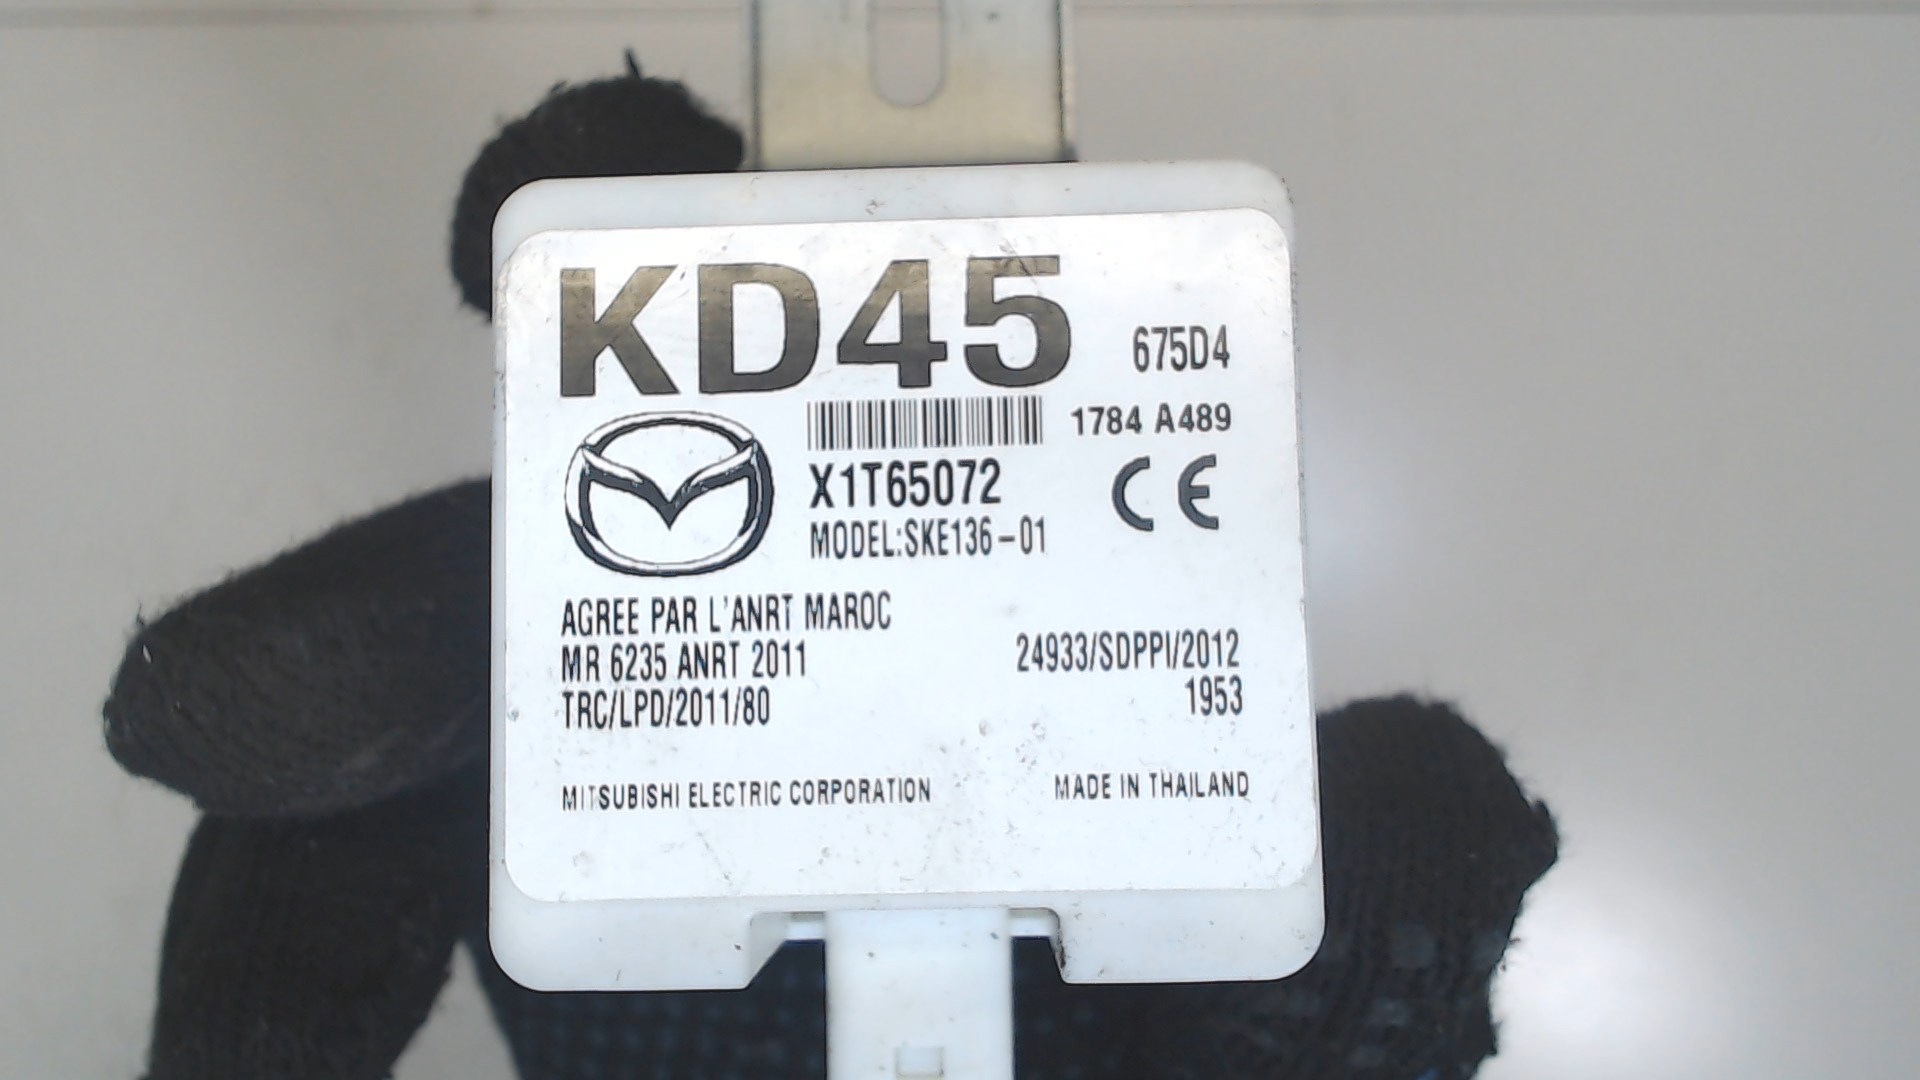 KD45
675D4
1784 A489
X1T65072
CE
MODEL:SKE136-01
AGREE PAR L'ANRT MAROC
MR 6235 ANRT 2011
24933/SDPPI/2012
TRC/LPD/2011/80
1953
MITSUBISHI ELECTRIC CORPORATION
MADE IN THAILAND